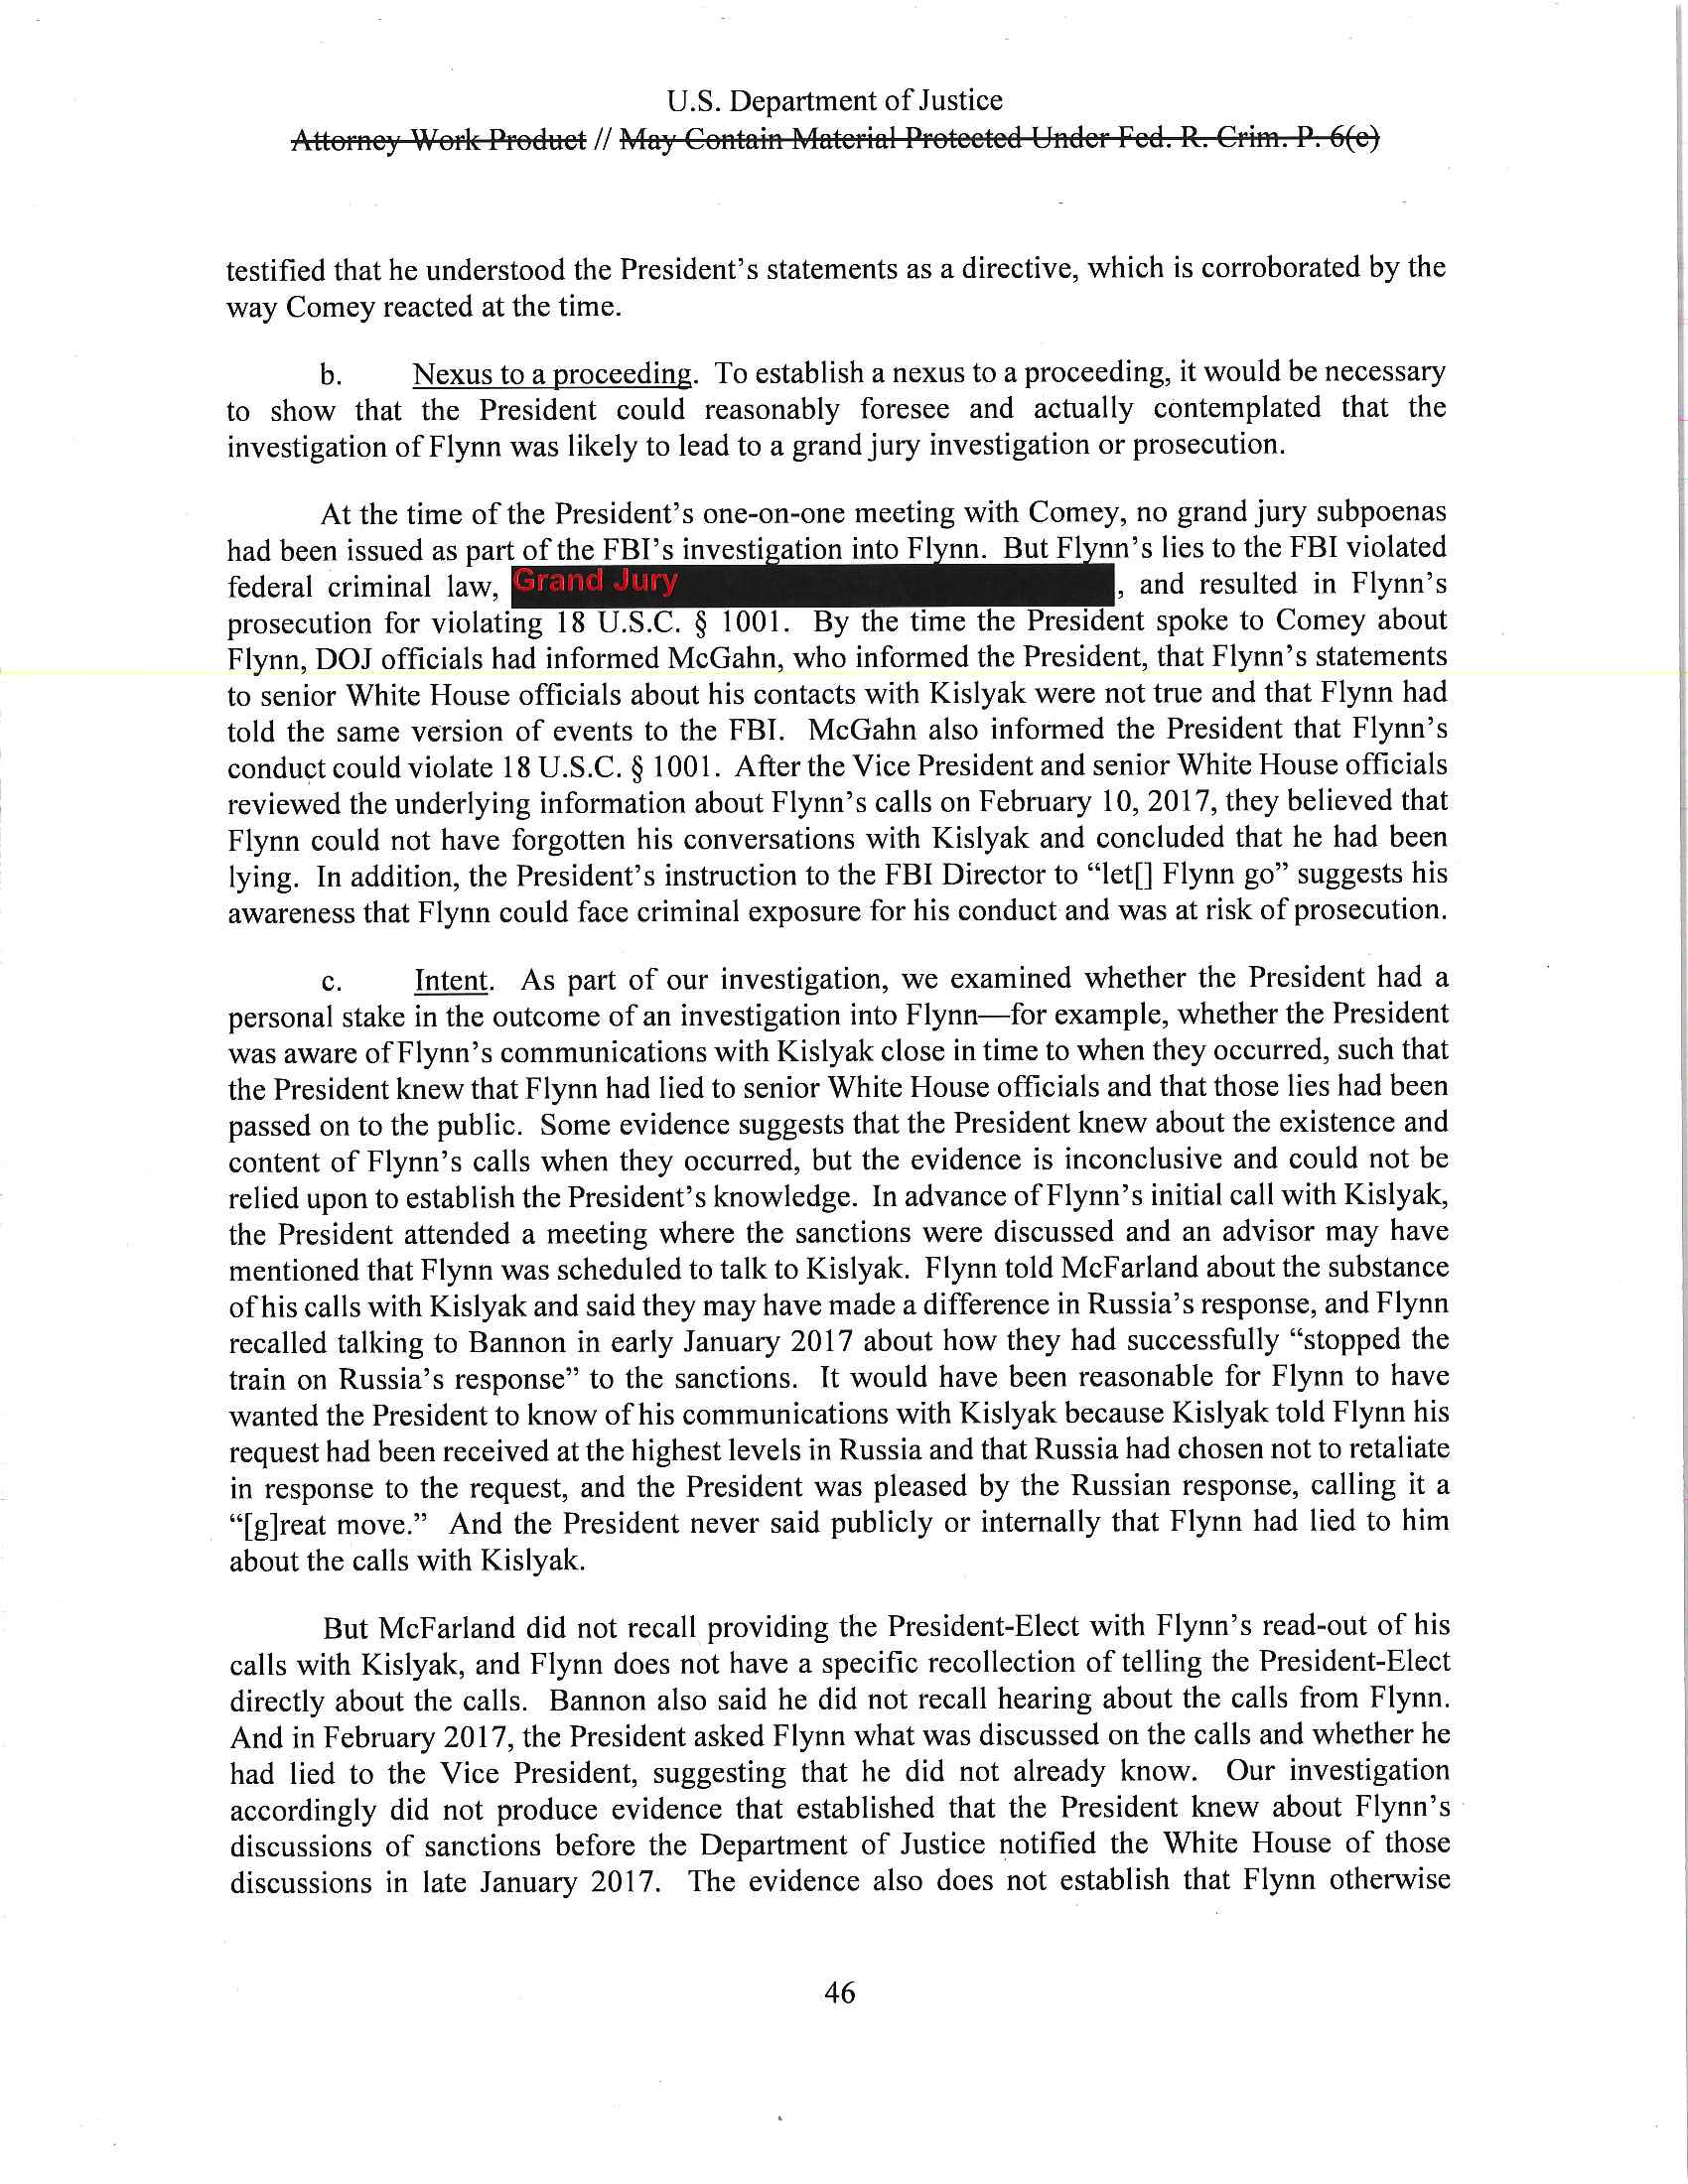 U.S. Department of Justice
Attorney Work Product // May Contain Material Protected Under Fed. R. Crim. P. 6(e)
testified that he understood the President's statements as a directive, which is corroborated by the
way Comey reacted at the time.
b. Nexus to a proceeding. To establish a nexus to a proceeding, it would be necessary
to show that the President could reasonably foresee and actually contemplated that the
investigation of Flynn was likely to lead to a grand jury investigation or prosecution.
At the time of the President's one-on-one meeting with Comey, no grand jury subpoenas
had been issued as part of the FBI's investigation into Flynn. But Flynn's lies to the FBI violated
federal criminal law, Grand Jury, and resulted in Flynn's
prosecution for violating 18 U.S.C. § 1001. By the time the President spoke to Comey about
Flynn, DOJ officials had informed McGahn, who informed the President, that Flynn's statements
to senior White House officials about his contacts with Kislyak were not true and that Flynn had
told the same version of events to the FBI. McGahn also informed the President that Flynn's
conduct could violate 18 U.S.C. § 1001. After the Vice President and senior White House officials
reviewed the underlying information about Flynn's calls on February 10, 2017, they believed that
Flynn could not have forgotten his conversations with Kislyak and concluded that he had been
lying. In addition, the President's instruction to the FBI Director to “let[] Flynn go” suggests his
awareness that Flynn could face criminal exposure for his conduct and was at risk of prosecution.
c. Intent. As part of our investigation, we examined whether the President had a
personal stake in the outcome of an investigation into Flynn—for example, whether the President
was aware of Flynn's communications with Kislyak close in time to when they occurred, such that
the President knew that Flynn had lied to senior White House officials and that those lies had been
passed on to the public. Some evidence suggests that the President knew about the existence and
content of Flynn's calls when they occurred, but the evidence is inconclusive and could not be
relied upon to establish the President's knowledge. In advance of Flynn's initial call with Kislyak,
the President attended a meeting where the sanctions were discussed and an advisor may have
mentioned that Flynn was scheduled to talk to Kislyak. Flynn told McFarland about the substance
of his calls with Kislyak and said they may have made a difference in Russia's response, and Flynn
recalled talking to Bannon in early January 2017 about how they had successfully “stopped the
train on Russia's response” to the sanctions. It would have been reasonable for Flynn to have
wanted the President to know of his communications with Kislyak because Kislyak told Flynn his
request had been received at the highest levels in Russia and that Russia had chosen not to retaliate
in response to the request, and the President was pleased by the Russian response, calling it a
“[g]reat move.” And the President never said publicly or internally that Flynn had lied to him
about the calls with Kislyak.
But McFarland did not recall providing the President-Elect with Flynn's read-out of his
calls with Kislyak, and Flynn does not have a specific recollection of telling the President-Elect
directly about the calls. Bannon also said he did not recall hearing about the calls from Flynn.
And in February 2017, the President asked Flynn what was discussed on the calls and whether he
had lied to the Vice President, suggesting that he did not already know. Our investigation
accordingly did not produce evidence that established that the President knew about Flynn's
discussions of sanctions before the Department of Justice notified the White House of those
discussions in late January 2017. The evidence also does not establish that Flynn otherwise
46